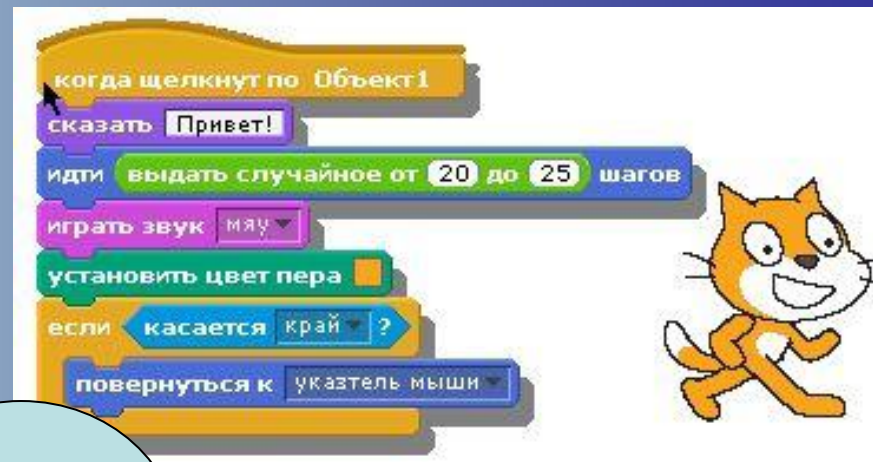 когда щелкнут по Объект1
сказать Привет!
идти выдать случайное от 20 до 25 шагов
играть звук мяу
установить цвет пера
если касается край ?
повернуться к указтель мыши